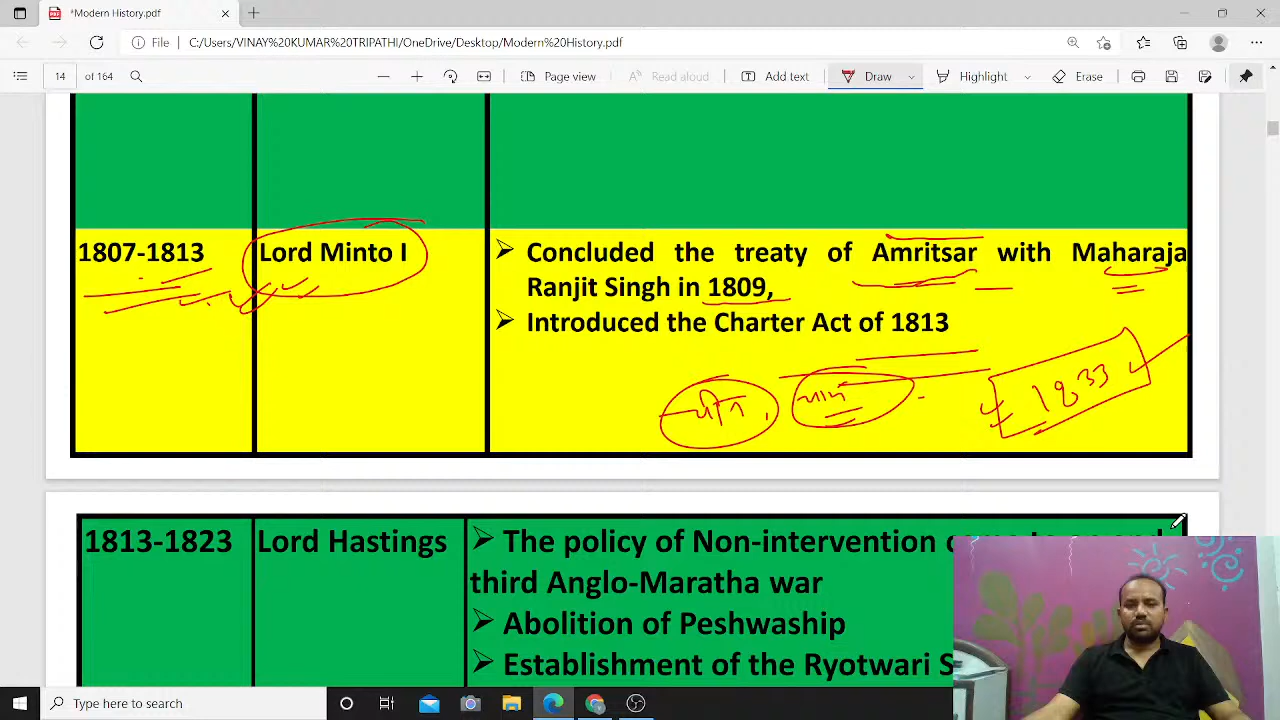 *Modern History.pdf
File
C:/Users/VINAY%20KUMAR%20TRIPATHI/OneDrive/Desktop/Modern%20History.pdf
14 of 164
Page view
Read aloud
Add text
Draw
Highlight
Erase
1807-1813
Lord Minto I
Concluded the treaty of Amritsar with Maharaja
Ranjit Singh in 1809,
Introduced the Charter Act of 1813
चीन
चाय
1833
1813-1823
Lord Hastings
The policy of Non-intervention
third Anglo-Maratha war
Abolition of Peshwaship
Establishment of the Ryotwari S
Type here to search